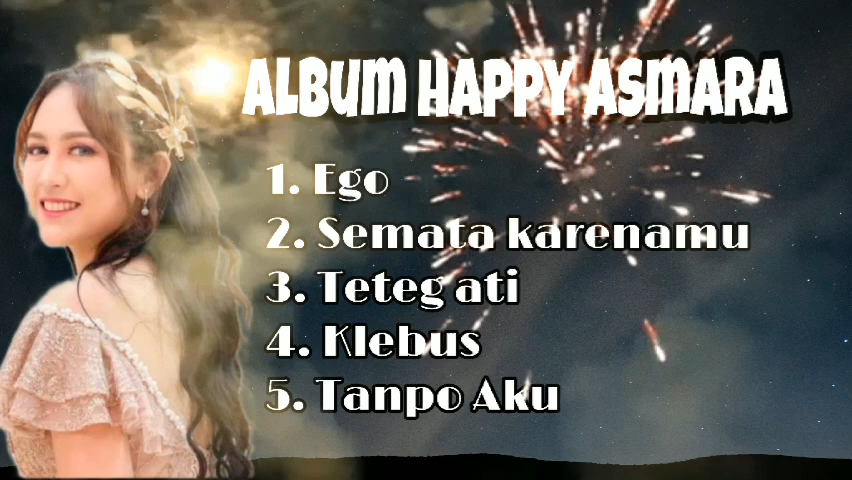 ALBUM HAPPY ASMARA
1. Ego
2. Semata karenamu
3. Teteg ati
4. Klebus
5. Tanpo Aku